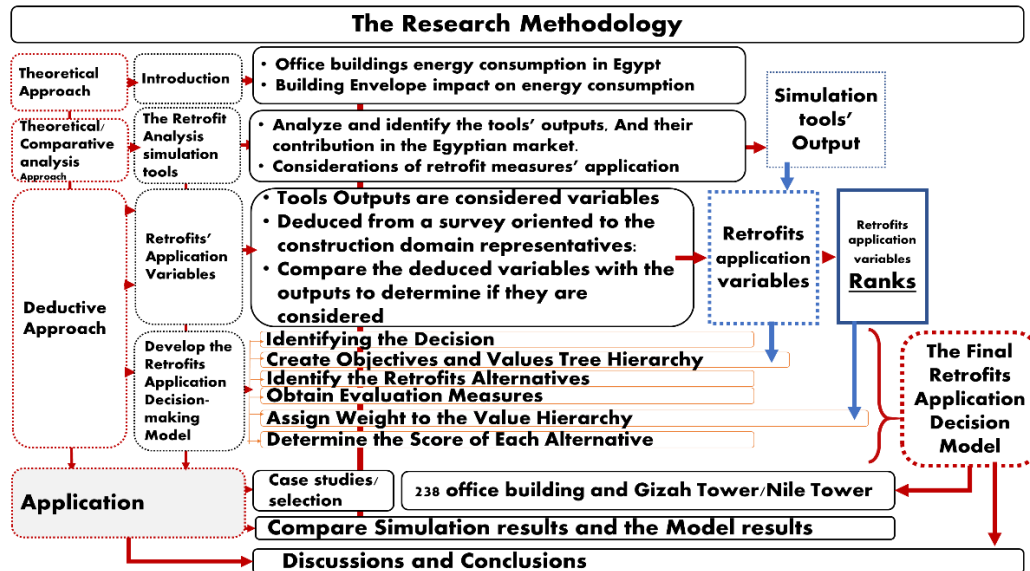 The Research Methodology
Theoretical
Approach
Introduction
• Office buildings energy consumption in Egypt
• Building Envelope impact on energy consumption
Theoretical/
Comparative
analysis
Approach
The Retrofit
Analysis
simulation
tools
• Analyze and identify the tools' outputs. And their
contribution in the Egyptian market.
• Considerations of retrofit measures' application
Simulation
tools'
Output
Deductive
Approach
Retrofits'
Application
Variables
• Tools Outputs are considered variables
• Deduced from a survey oriented to the
construction domain representatives:
• Compare the deduced variables with the
outputs to determine if they are
considered
Retrofits
application
variables
Retrofits
application
variables
Ranks
Develop the
Retrofits
Application
Decision-
making
Model
Identifying the Decision
Create Objectives and Values Tree Hierarchy
Identify the Retrofits Alternatives
Obtain Evaluation Measures
Assign Weight to the Value Hierarchy
Determine the Score of Each Alternative
The Final
Retrofits
Application
Decision
Model
Application
Case studies/
selection
238 office building and Gizah Tower/Nile Tower
Compare Simulation results and the Model results
Discussions and Conclusions